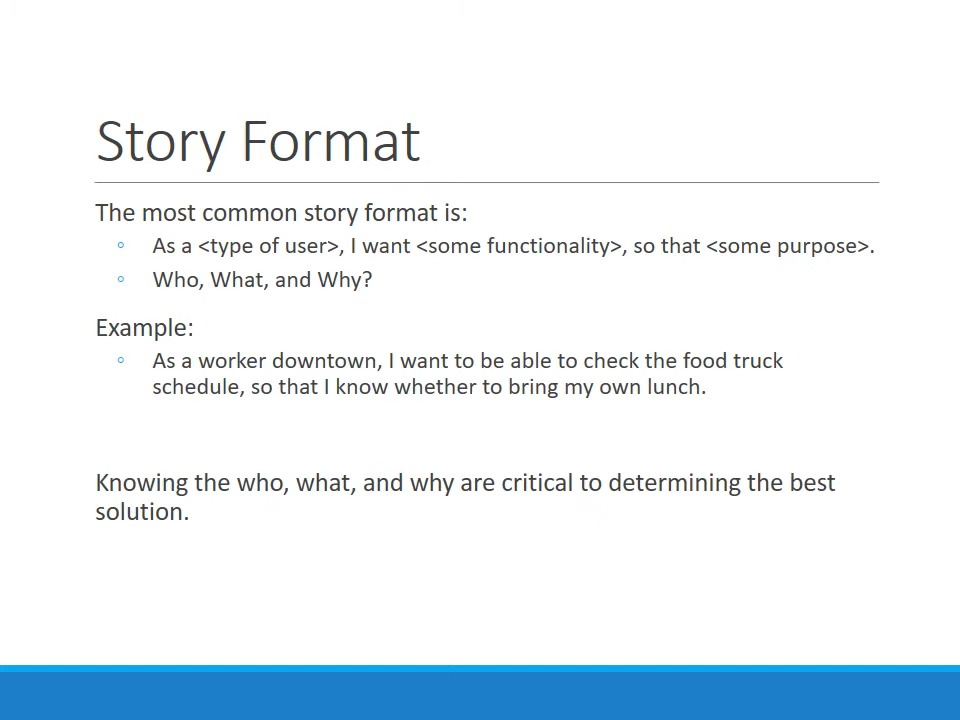 Story Format
The most common story format is:
◦ As a <type of user>, I want <some functionality>, so that <some purpose>.
◦ Who, What, and Why?
Example:
◦ As a worker downtown, I want to be able to check the food truck
schedule, so that I know whether to bring my own lunch.
Knowing the who, what, and why are critical to determining the best
solution.